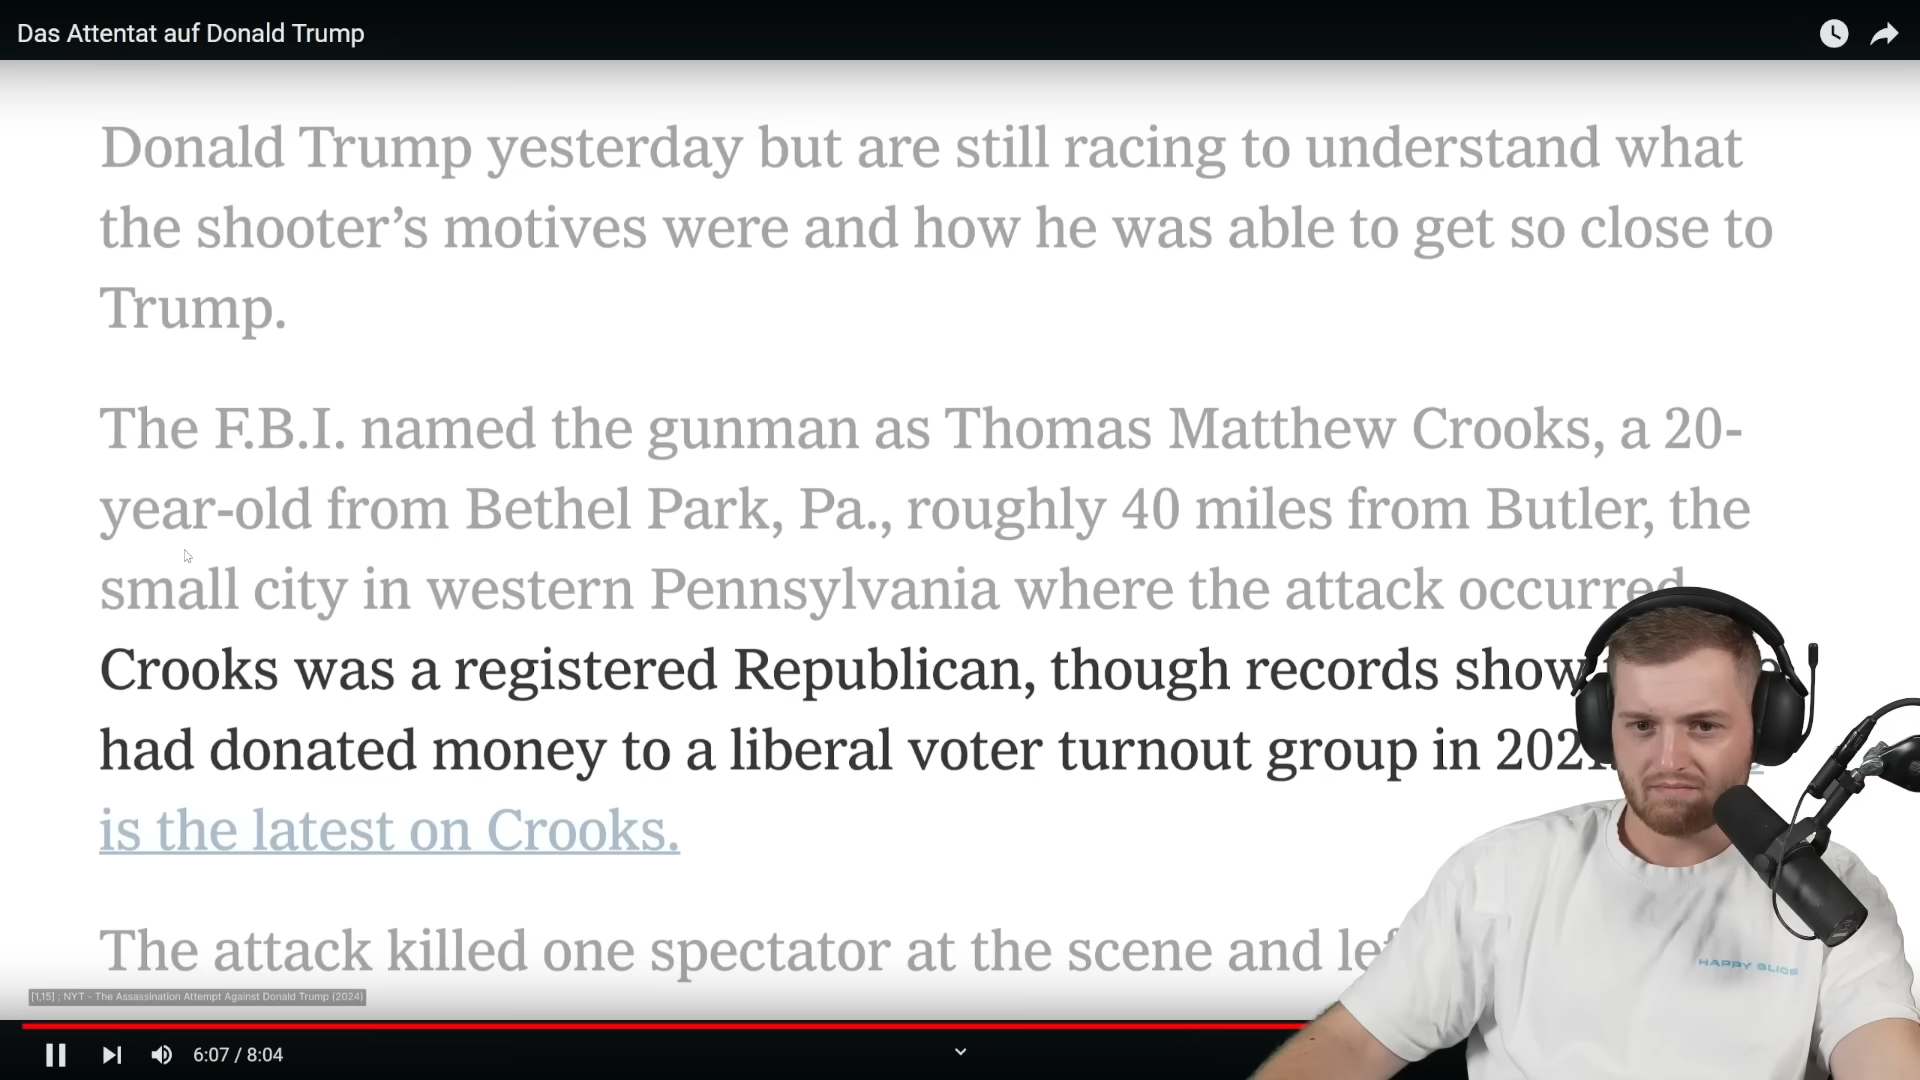 Das Attentat auf Donald Trump
Donald Trump yesterday but are still racing to understand what
the shooter’s motives were and how he was able to get so close to
Trump.
The F.B.I. named the gunman as Thomas Matthew Crooks, a 20-
year-old from Bethel Park, Pa., roughly 40 miles from Butler, the
small city in western Pennsylvania where the attack occurred
Crooks was a registered Republican, though records show
had donated money to a liberal voter turnout group in
is the latest on Crooks.
The attack killed one spectator at the scene and
HAPPY SLICE
[1,15] ; NYT - The Assassination Attempt Against Donald Trump (2024)
6:07 / 8:04